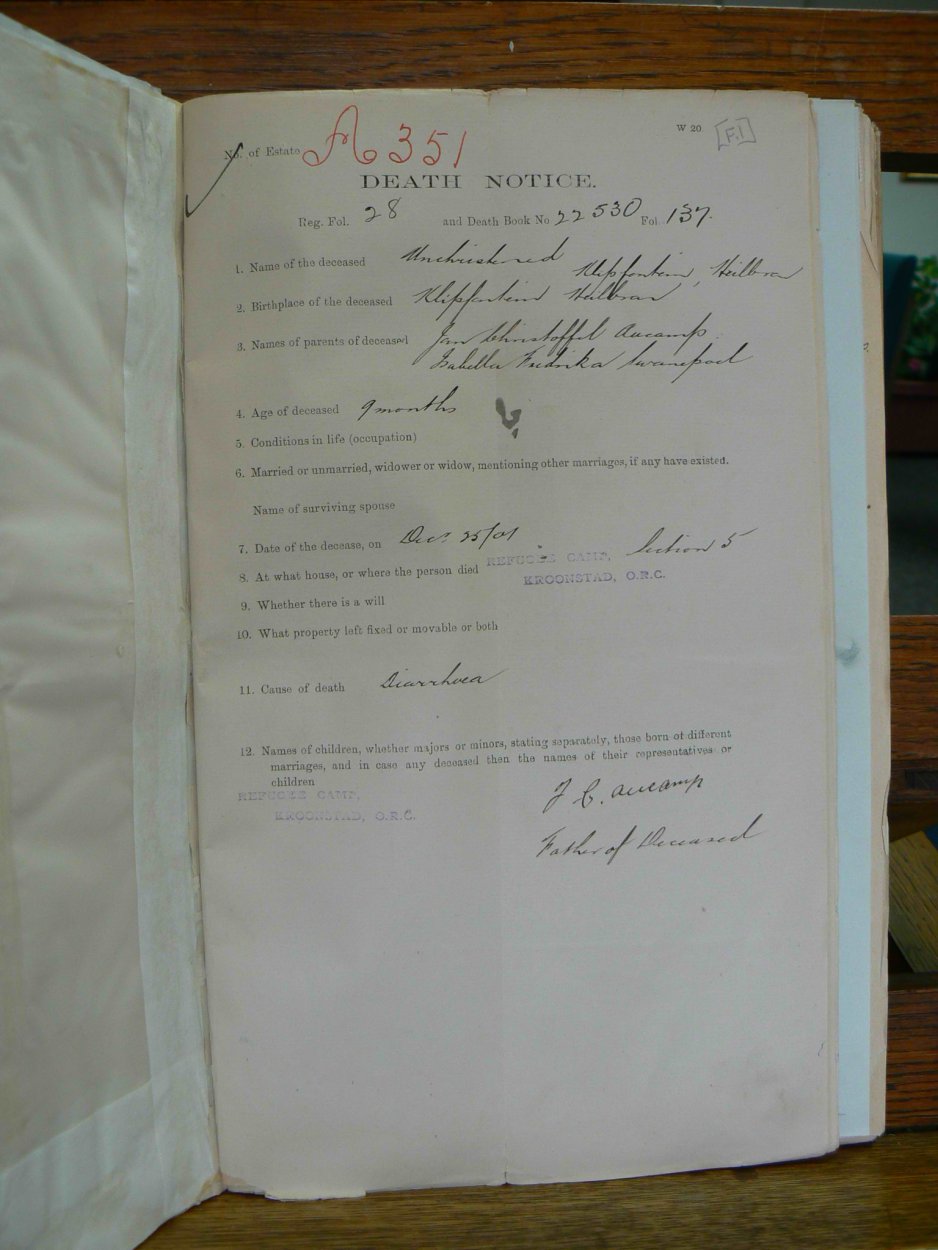 W 20 [F.1]
No. of Estate A 351
DEATH NOTICE.
Reg. Fol. 28 and Death Book No 22530 Fol. 137.
1. Name of the deceased Unchristened
Klipfontein, Heilbron
2. Birthplace of the deceased Klipfontein Heilbron
3. Names of parents of deceased Jan Christoffel Aucamp
Isabella Fredrika Swanepoel
4. Age of deceased 9 months
5. Conditions in life (occupation)
6. Married or unmarried, widower or widow, mentioning other marriages, if any have existed.
Name of surviving spouse
7. Date of the decease, on Decr 25/01
8. At what house, or where the person died REFUGEE CAMP, Section 5
KROONSTAD, O.R.C.
9. Whether there is a will
10. What property left fixed or movable or both
11. Cause of death Diarrhoea
12. Names of children, whether majors or minors, stating separately, those born of different
marriages, and in case any deceased then the names of their representatives or
children
REFUGEE CAMP,
KROONSTAD, O.R.C.
J C. Aucamp
Father of Deceased